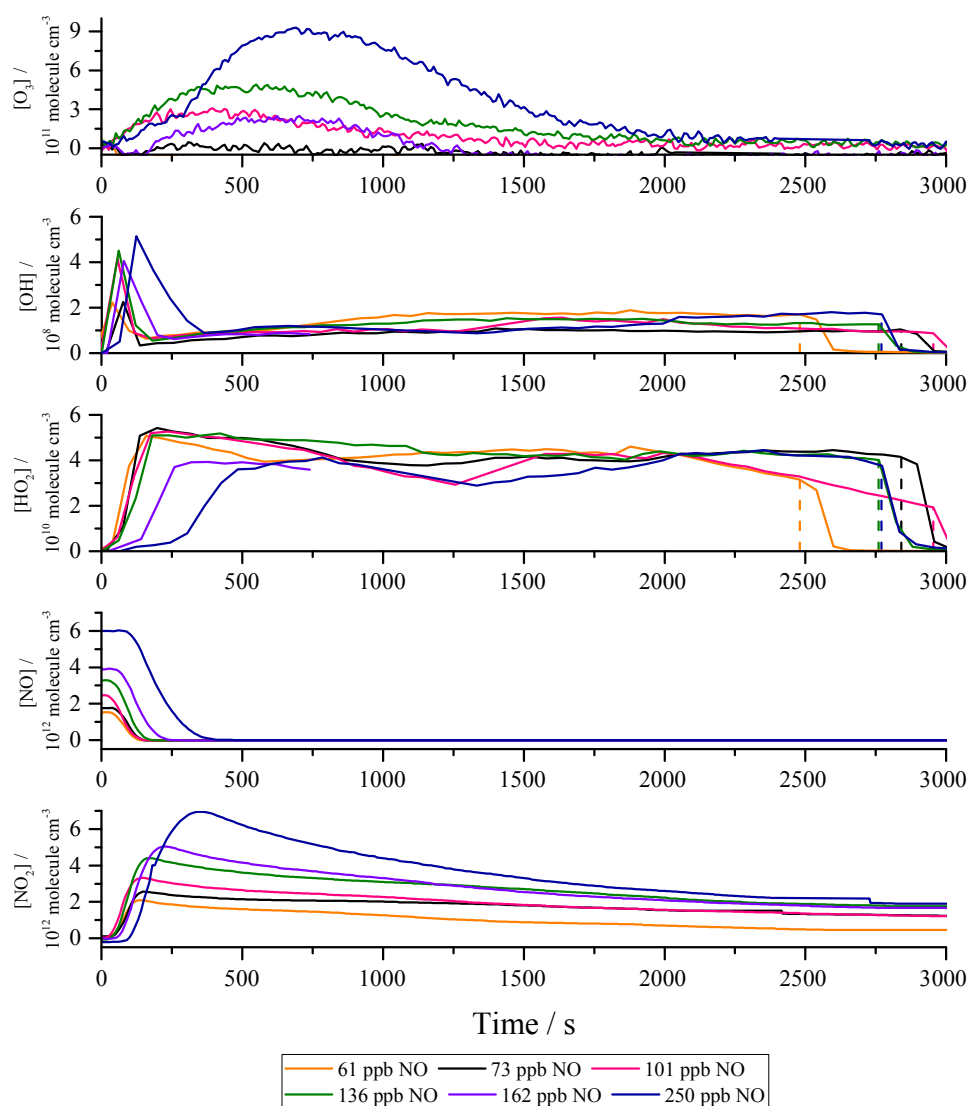 [O3] /
10^11 molecule cm^-3
9
6
3
0
0 500 1000 1500 2000 2500 3000
[OH] /
10^8 molecule cm^-3
6
4
2
0
0 500 1000 1500 2000 2500 3000
[HO2] /
10^10 molecule cm^-3
6
4
2
0
0 500 1000 1500 2000 2500 3000
[NO] /
10^12 molecule cm^-3
6
4
2
0
0 500 1000 1500 2000 2500 3000
[NO2] /
10^12 molecule cm^-3
6
4
2
0
0 500 1000 1500 2000 2500 3000
Time / s
61 ppb NO 73 ppb NO 101 ppb NO
136 ppb NO 162 ppb NO 250 ppb NO